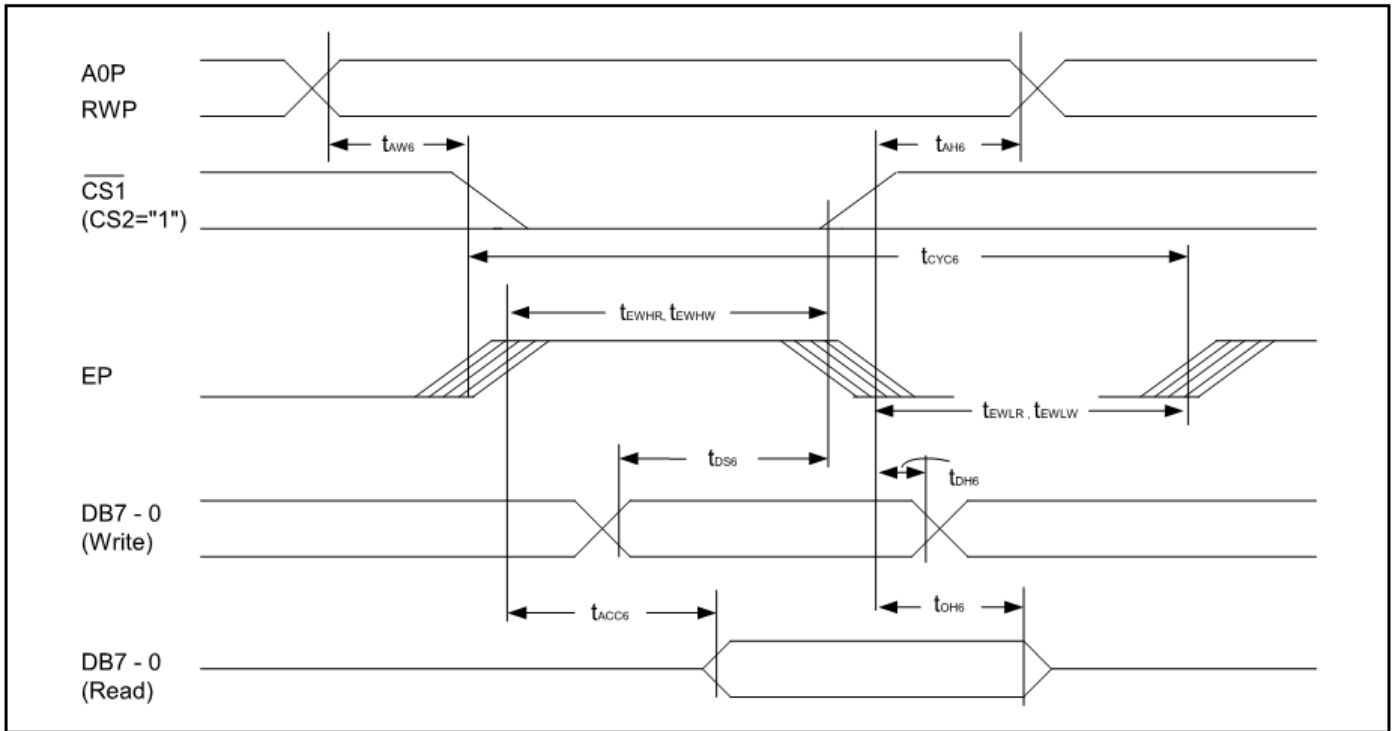 A0P
RWP
tAW6
tAH6
CS1
(CS2="1")
tCYC6
tEWHR, tEWHW
EP
tEWLR , tEWLW
tDS6
tDH6
DB7 - 0
(Write)
tACC6
tOH6
DB7 - 0
(Read)